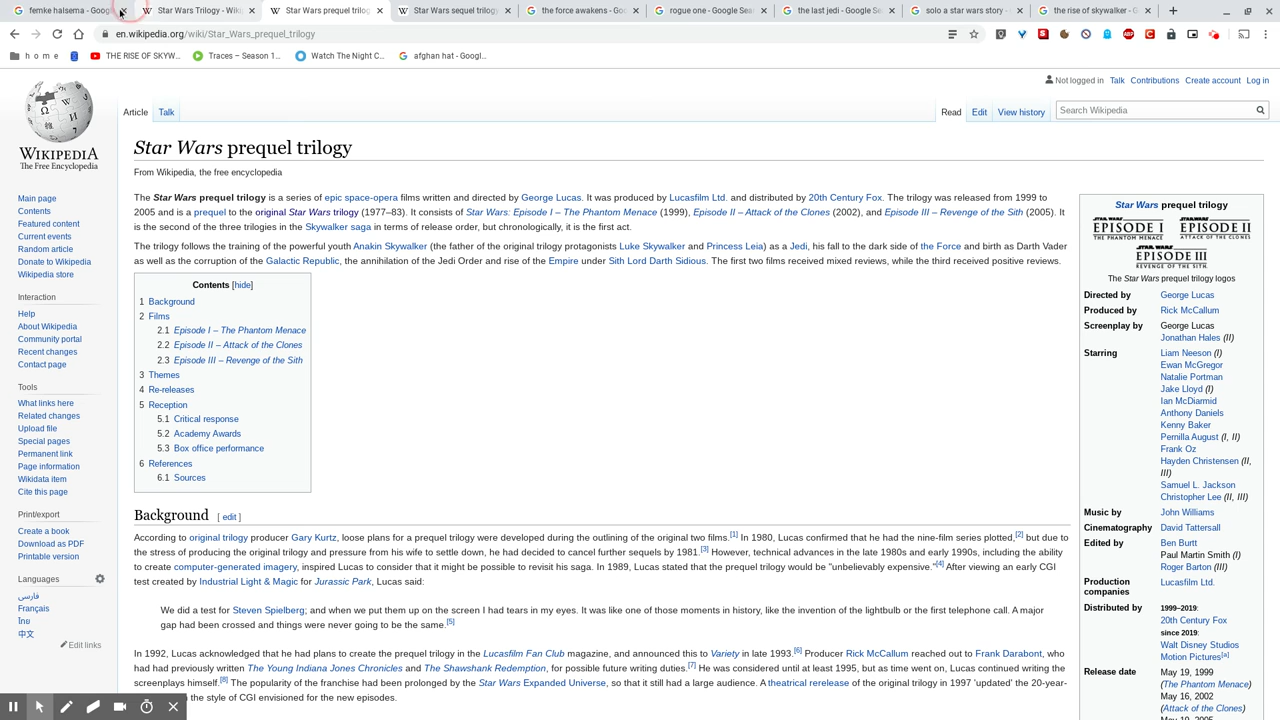 femke halsema - Goog
Star Wars Trilogy - Wiki
Star Wars prequel trilog
Star Wars sequel trilogy
the force awakens - Goo
rogue one - Google Sea
the last jedi - Google Se
solo a star wars story -
the rise of skywalker - G
en.wikipedia.org/wiki/Star_Wars_prequel_trilogy
h o m e
THE RISE OF SKYW...
Traces – Season 1...
Watch The Night C...
afghan hat - Googl...
Not logged in Talk Contributions Create account Log in
Article Talk
Read Edit View history
Search Wikipedia
WIKIPEDIA
The Free Encyclopedia
Main page
Contents
Featured content
Current events
Random article
Donate to Wikipedia
Wikipedia store
Interaction
Help
About Wikipedia
Community portal
Recent changes
Contact page
Tools
What links here
Related changes
Upload file
Special pages
Permanent link
Page information
Wikidata item
Cite this page
Print/export
Create a book
Download as PDF
Printable version
Languages
فارسی
Français
ไทย
中文
Edit links
Star Wars prequel trilogy
From Wikipedia, the free encyclopedia
The Star Wars prequel trilogy is a series of epic space-opera films written and directed by George Lucas. It was produced by Lucasfilm Ltd. and distributed by 20th Century Fox. The trilogy was released from 1999 to
2005 and is a prequel to the original Star Wars trilogy (1977–83). It consists of Star Wars: Episode I – The Phantom Menace (1999), Episode II – Attack of the Clones (2002), and Episode III – Revenge of the Sith (2005). It
is the second of the three trilogies in the Skywalker saga in terms of release order, but chronologically, it is the first act.
The trilogy follows the training of the powerful youth Anakin Skywalker (the father of the original trilogy protagonists Luke Skywalker and Princess Leia) as a Jedi, his fall to the dark side of the Force and birth as Darth Vader
as well as the corruption of the Galactic Republic, the annihilation of the Jedi Order and rise of the Empire under Sith Lord Darth Sidious. The first two films received mixed reviews, while the third received positive reviews.
Contents [hide]
1 Background
2 Films
2.1 Episode I – The Phantom Menace
2.2 Episode II – Attack of the Clones
2.3 Episode III – Revenge of the Sith
3 Themes
4 Re-releases
5 Reception
5.1 Critical response
5.2 Academy Awards
5.3 Box office performance
6 References
6.1 Sources
Background [ edit ]
According to original trilogy producer Gary Kurtz, loose plans for a prequel trilogy were developed during the outlining of the original two films.[1] In 1980, Lucas confirmed that he had the nine-film series plotted,[2] but due to
the stress of producing the original trilogy and pressure from his wife to settle down, he had decided to cancel further sequels by 1981.[3] However, technical advances in the late 1980s and early 1990s, including the ability
to create computer-generated imagery, inspired Lucas to consider that it might be possible to revisit his saga. In 1989, Lucas stated that the prequel trilogy would be "unbelievably expensive."[4] After viewing an early CGI
test created by Industrial Light & Magic for Jurassic Park, Lucas said:
We did a test for Steven Spielberg; and when we put them up on the screen I had tears in my eyes. It was like one of those moments in history, like the invention of the lightbulb or the first telephone call. A major
gap had been crossed and things were never going to be the same.[5]
In 1992, Lucas acknowledged that he had plans to create the prequel trilogy in the Lucasfilm Fan Club magazine, and announced this to Variety in late 1993.[6] Producer Rick McCallum reached out to Frank Darabont, who
had had previously written The Young Indiana Jones Chronicles and The Shawshank Redemption, for possible future writing duties.[7] He was considered until at least 1995, but as time went on, Lucas continued writing the
screenplays himself.[8] The popularity of the franchise had been prolonged by the Star Wars Expanded Universe, so that it still had a large audience. A theatrical rerelease of the original trilogy in 1997 'updated' the 20-year-
the style of CGI envisioned for the new episodes.
Star Wars prequel trilogy
STAR WARS EPISODE I THE PHANTOM MENACE
STAR WARS EPISODE II ATTACK OF THE CLONES
STAR WARS EPISODE III REVENGE OF THE SITH
The Star Wars prequel trilogy logos
Directed by George Lucas
Produced by Rick McCallum
Screenplay by George Lucas
Jonathan Hales (II)
Starring Liam Neeson (I)
Ewan McGregor
Natalie Portman
Jake Lloyd (I)
Ian McDiarmid
Anthony Daniels
Kenny Baker
Pernilla August (I, II)
Frank Oz
Hayden Christensen (II,
III)
Samuel L. Jackson
Christopher Lee (II, III)
Music by John Williams
Cinematography David Tattersall
Edited by Ben Burtt
Paul Martin Smith (I)
Roger Barton (III)
Production companies Lucasfilm Ltd.
Distributed by 1999–2019:
20th Century Fox
since 2019:
Walt Disney Studios
Motion Pictures[a]
Release date May 19, 1999
(The Phantom Menace)
May 16, 2002
(Attack of the Clones)